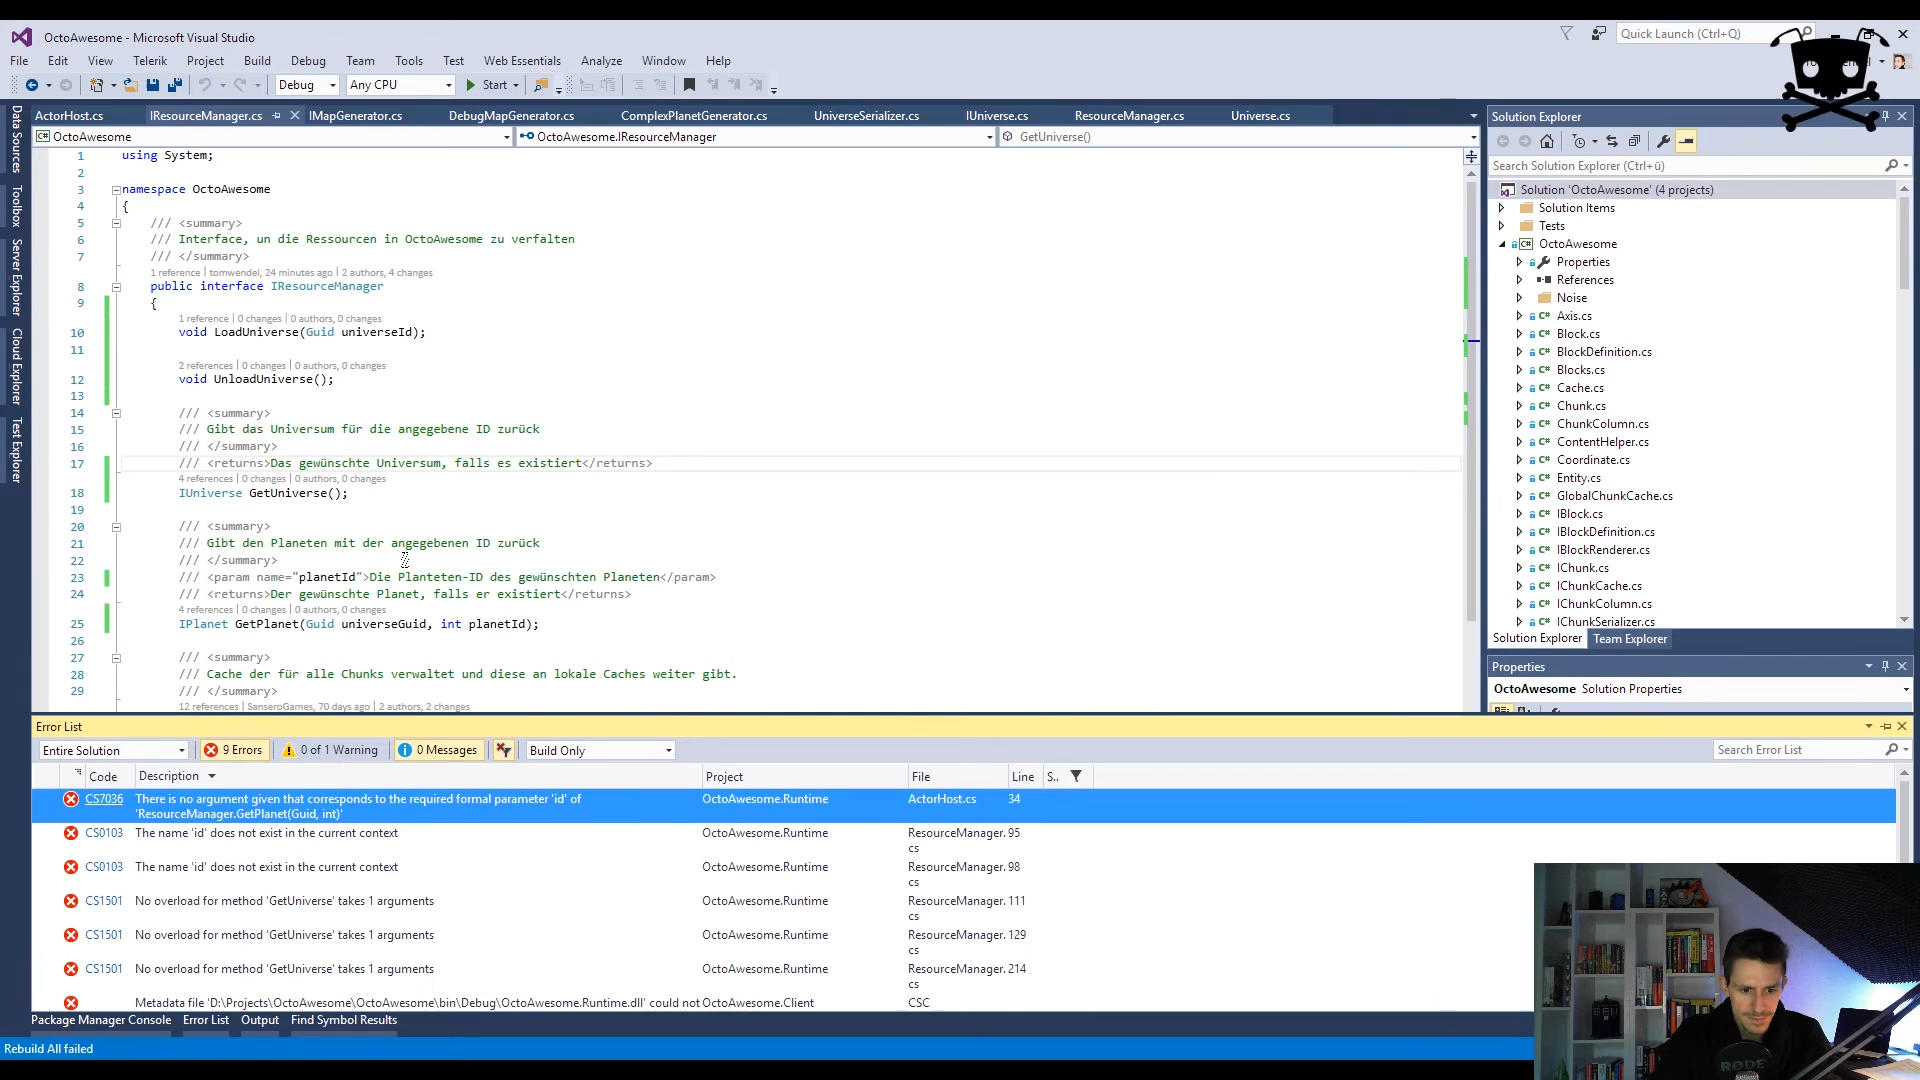 OctoAwesome - Microsoft Visual Studio
Quick Launch (Ctrl+Q)
File Edit View Telerik Project Build Debug Team Tools Test Web Essentials Analyze Window Help
Debug Any CPU Start
ActorHost.cs IResourceManager.cs IMapGenerator.cs DebugMapGenerator.cs ComplexPlanetGenerator.cs UniverseSerializer.cs IUniverse.cs ResourceManager.cs Universe.cs
OctoAwesome OctoAwesome.IResourceManager GetUniverse()
Data Sources
Toolbox
Server Explorer
Cloud Explorer
Test Explorer
1 using System;
2
3 namespace OctoAwesome
4 {
5 /// <summary>
6 /// Interface, un die Ressourcen in OctoAwesome zu verfalten
7 /// </summary>
1 reference | tomwendel, 24 minutes ago | 2 authors, 4 changes
8 public interface IResourceManager
9 {
1 reference | 0 changes | 0 authors, 0 changes
10 void LoadUniverse(Guid universeId);
11
2 references | 0 changes | 0 authors, 0 changes
12 void UnloadUniverse();
13
14 /// <summary>
15 /// Gibt das Universum für die angegebene ID zurück
16 /// </summary>
17 /// <returns>Das gewünschte Universum, falls es existiert</returns>
4 references | 0 changes | 0 authors, 0 changes
18 IUniverse GetUniverse();
19
20 /// <summary>
21 /// Gibt den Planeten mit der angegebenen ID zurück
22 /// </summary>
23 /// <param name="planetId">Die Planteten-ID des gewünschten Planeten</param>
24 /// <returns>Der gewünschte Planet, falls er existiert</returns>
4 references | 0 changes | 0 authors, 0 changes
25 IPlanet GetPlanet(Guid universeGuid, int planetId);
26
27 /// <summary>
28 /// Cache der für alle Chunks verwaltet und diese an lokale Caches weiter gibt.
29 /// </summary>
12 references | SanseroGames, 70 days ago | 2 authors, 2 changes
Solution Explorer
Search Solution Explorer (Ctrl+ü)
Solution 'OctoAwesome' (4 projects)
Solution Items
Tests
OctoAwesome
Properties
References
Noise
Axis.cs
Block.cs
BlockDefinition.cs
Blocks.cs
Cache.cs
Chunk.cs
ChunkColumn.cs
ContentHelper.cs
Coordinate.cs
Entity.cs
GlobalChunkCache.cs
IBlock.cs
IBlockDefinition.cs
IBlockRenderer.cs
IChunk.cs
IChunkCache.cs
IChunkColumn.cs
IChunkSerializer.cs
Solution Explorer Team Explorer
Properties
OctoAwesome Solution Properties
Error List
Entire Solution 9 Errors 0 of 1 Warning 0 Messages Build Only Search Error List
Code Description Project File Line S..
CS7036 There is no argument given that corresponds to the required formal parameter 'id' of OctoAwesome.Runtime ActorHost.cs 34
'ResourceManager.GetPlanet(Guid, int)'
CS0103 The name 'id' does not exist in the current context OctoAwesome.Runtime ResourceManager. 95
cs
CS0103 The name 'id' does not exist in the current context OctoAwesome.Runtime ResourceManager. 98
cs
CS1501 No overload for method 'GetUniverse' takes 1 arguments OctoAwesome.Runtime ResourceManager. 111
cs
CS1501 No overload for method 'GetUniverse' takes 1 arguments OctoAwesome.Runtime ResourceManager. 129
cs
CS1501 No overload for method 'GetUniverse' takes 1 arguments OctoAwesome.Runtime ResourceManager. 214
cs
Metadata file 'D:\Projects\OctoAwesome\OctoAwesome\bin\Debug\OctoAwesome.Runtime.dll' could not OctoAwesome.Client CSC
Package Manager Console Error List Output Find Symbol Results
Rebuild All failed
RØDE